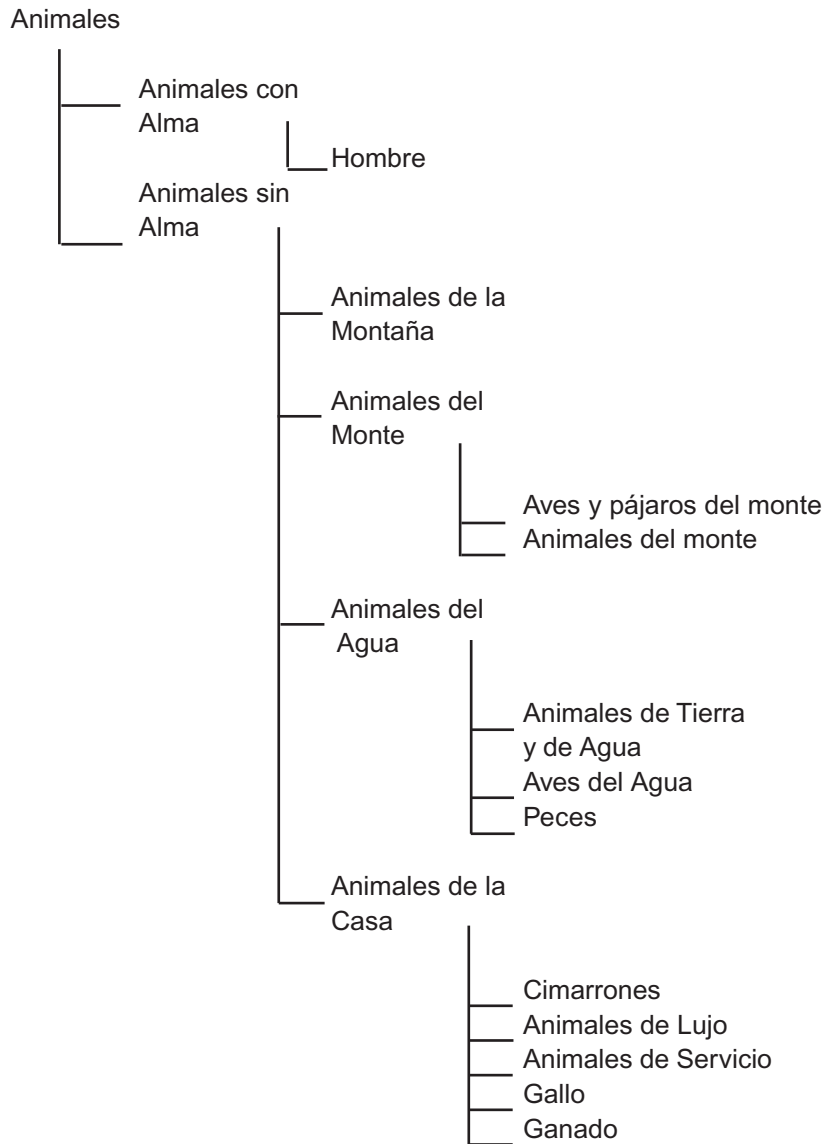 Animales
Animales con
Alma
Hombre
Animales sin
Alma
Animales de la
Montaña
Animales del
Monte
Aves y pájaros del monte
Animales del monte
Animales del
Agua
Animales de Tierra
y de Agua
Aves del Agua
Peces
Animales de la
Casa
Cimarrones
Animales de Lujo
Animales de Servicio
Gallo
Ganado